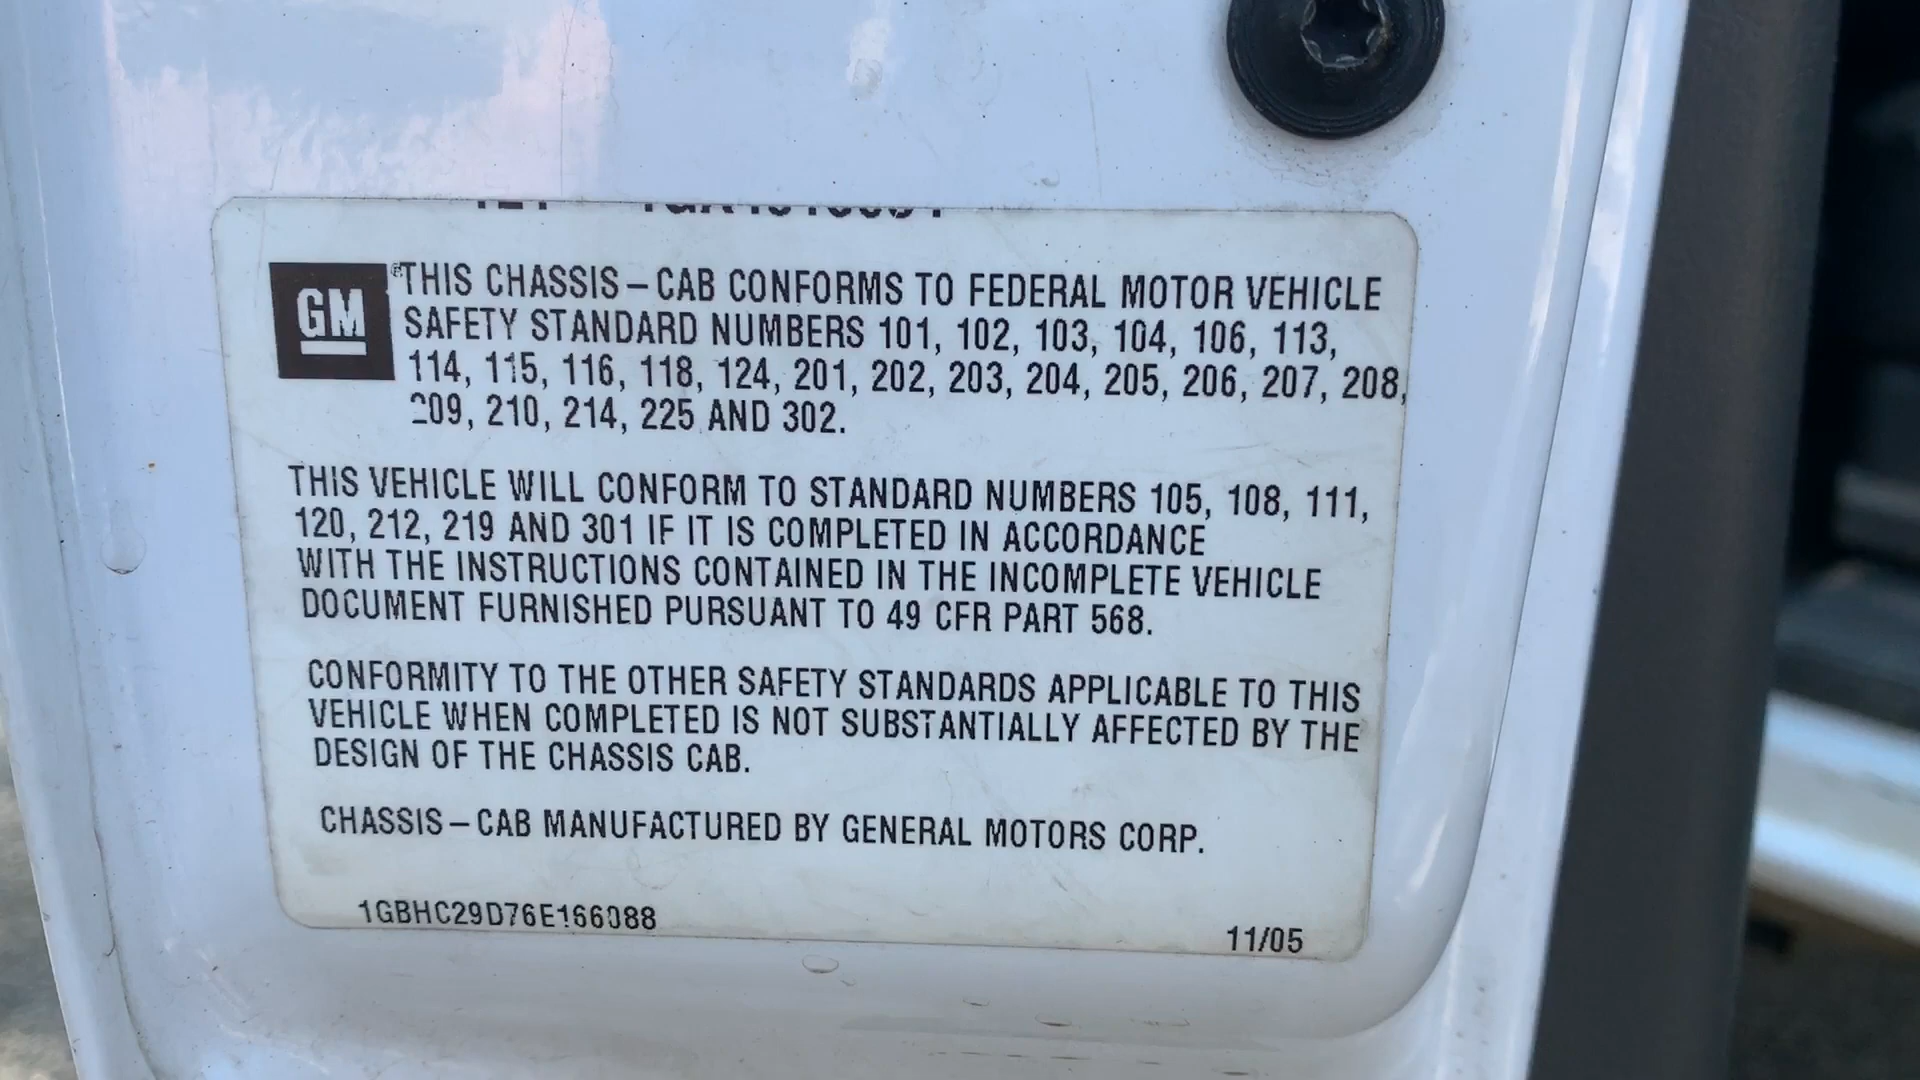 GM
®THIS CHASSIS-CAB CONFORMS TO FEDERAL MOTOR VEHICLE
SAFETY STANDARD NUMBERS 101, 102, 103, 104, 106, 113,
114, 115, 116, 118, 124, 201, 202, 203, 204, 205, 206, 207, 208,
209, 210, 214, 225 AND 302.
THIS VEHICLE WILL CONFORM TO STANDARD NUMBERS 105, 108, 111,
120, 212, 219 AND 301 IF IT IS COMPLETED IN ACCORDANCE
WITH THE INSTRUCTIONS CONTAINED IN THE INCOMPLETE VEHICLE
DOCUMENT FURNISHED PURSUANT TO 49 CFR PART 568.
CONFORMITY TO THE OTHER SAFETY STANDARDS APPLICABLE TO THIS
VEHICLE WHEN COMPLETED IS NOT SUBSTANTIALLY AFFECTED BY THE
DESIGN OF THE CHASSIS CAB.
CHASSIS-CAB MANUFACTURED BY GENERAL MOTORS CORP.
1GBHC29D76E166088 11/05